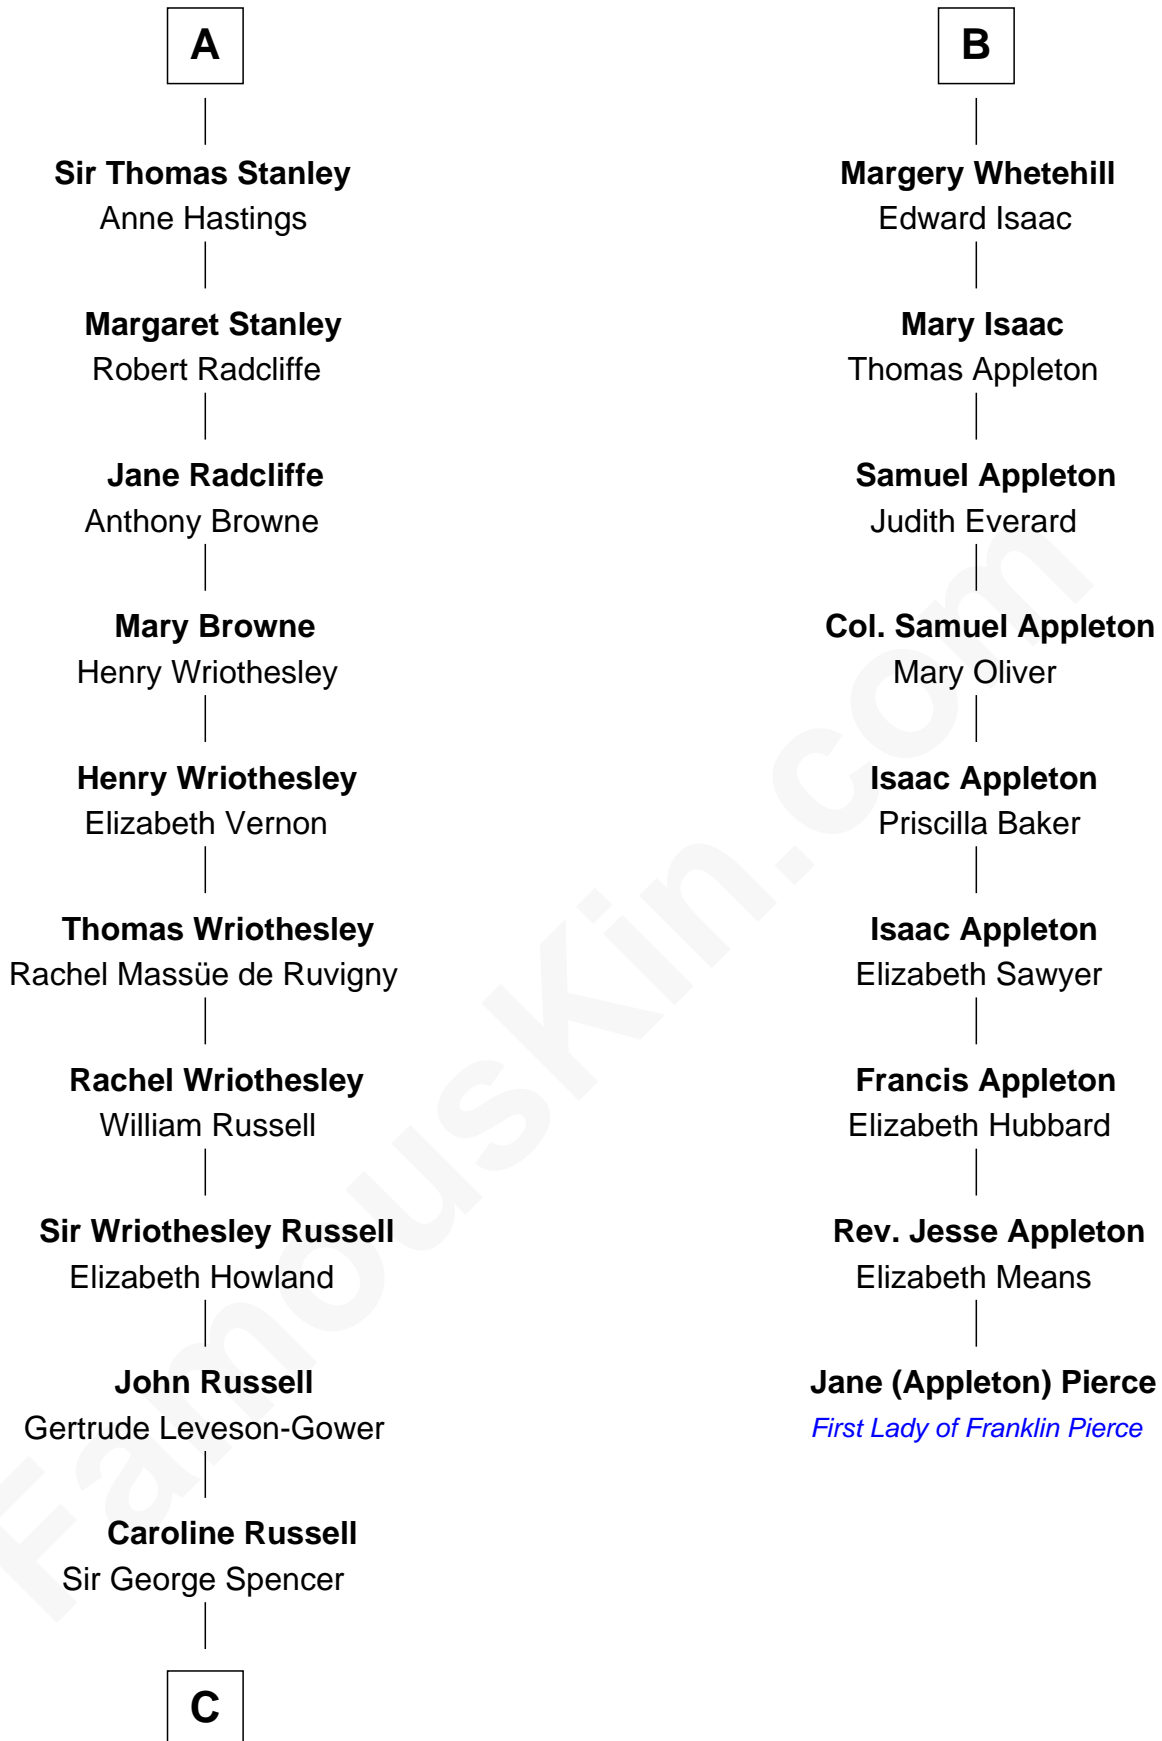 A
Sir Thomas Stanley
Anne Hastings
Margaret Stanley
Robert Radcliffe
Jane Radcliffe
Anthony Browne
Mary Browne
Henry Wriothesley
Henry Wriothesley
Elizabeth Vernon
Thomas Wriothesley
Rachel Massüe de Ruvigny
Rachel Wriothesley
William Russell
Sir Wriothesley Russell
Elizabeth Howland
John Russell
Gertrude Leveson-Gower
Caroline Russell
Sir George Spencer
C
B
Margery Whetehill
Edward Isaac
Mary Isaac
Thomas Appleton
Samuel Appleton
Judith Everard
Col. Samuel Appleton
Mary Oliver
Isaac Appleton
Priscilla Baker
Isaac Appleton
Elizabeth Sawyer
Francis Appleton
Elizabeth Hubbard
Rev. Jesse Appleton
Elizabeth Means
Jane (Appleton) Pierce
First Lady of Franklin Pierce
FamousKin.com